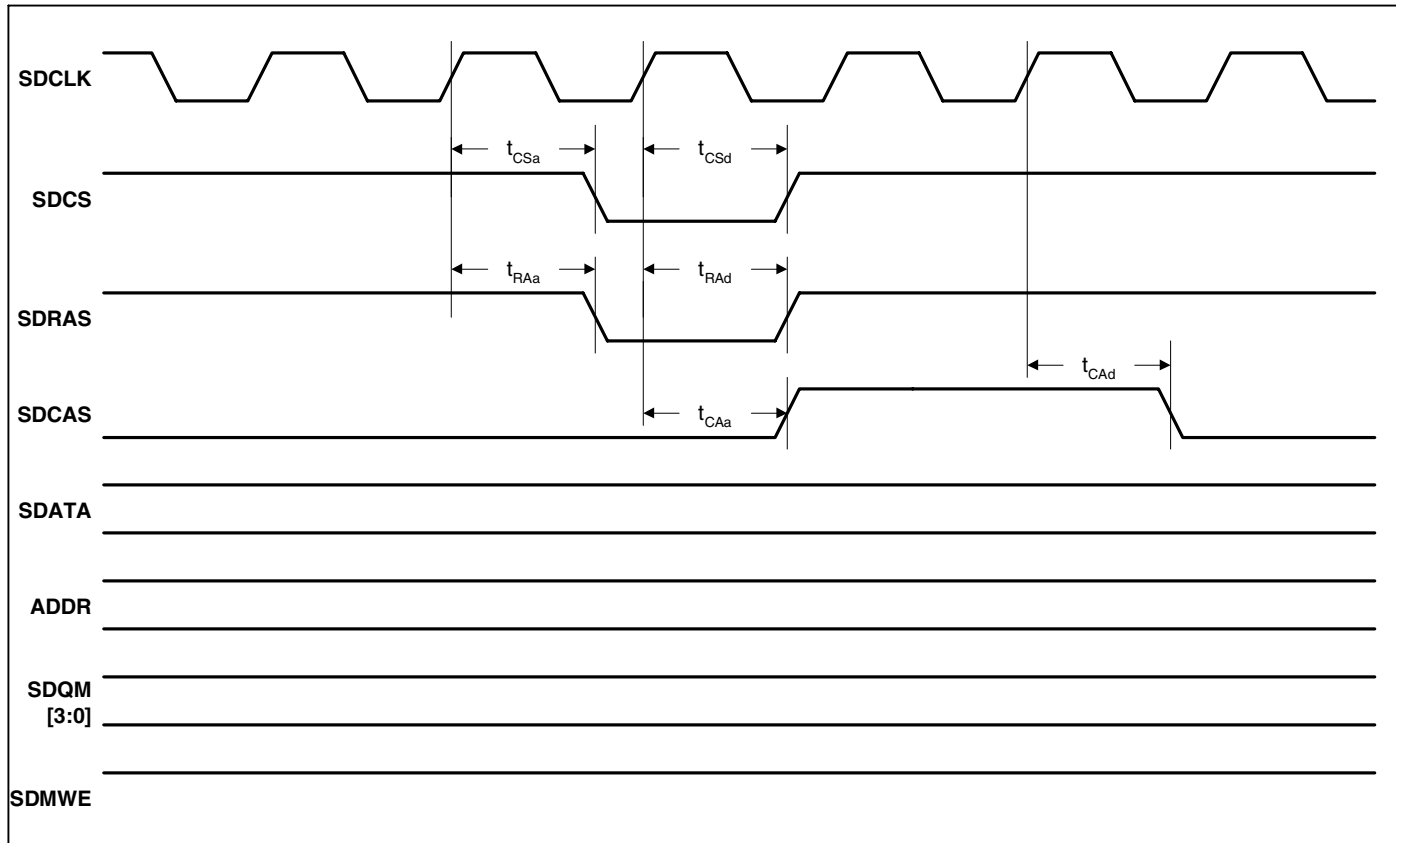 SDCLK
tCSa
tCSd
SDCS
tRAa
tRAd
SDRAS
tCAd
SDCAS
tCAa
SDATA
ADDR
SDQM
[3:0]
SDMWE